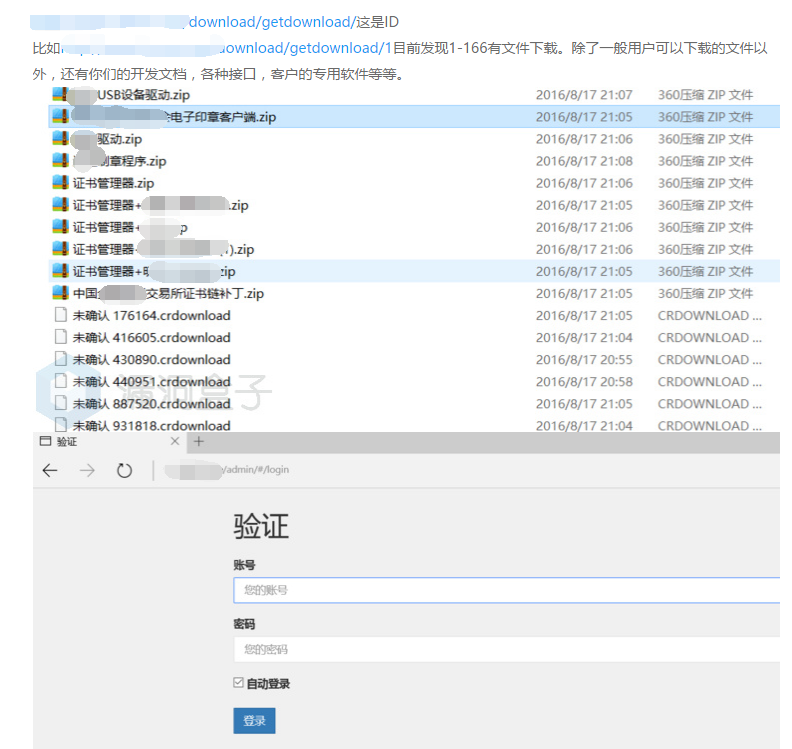 /download/getdownload/这是ID
比如 download/getdownload/1目前发现1-166有文件下载。除了一般用户可以下载的文件以
外，还有你们的开发文档，各种接口，客户的专用软件等等。
USB设备驱动.zip 2016/8/17 21:07 360压缩 ZIP 文件
电子印章客户端.zip 2016/8/17 21:05 360压缩 ZIP 文件
驱动.zip 2016/8/17 21:06 360压缩 ZIP 文件
制章程序.zip 2016/8/17 21:08 360压缩 ZIP 文件
证书管理器.zip 2016/8/17 21:06 360压缩 ZIP 文件
证书管理器+ .zip 2016/8/17 21:05 360压缩 ZIP 文件
证书管理器+ 2016/8/17 21:06 360压缩 ZIP 文件
证书管理器 .zip 2016/8/17 21:06 360压缩 ZIP 文件
证书管理器+ zip 2016/8/17 21:05 360压缩 ZIP 文件
中国 交易所证书链补丁.zip 2016/8/17 21:05 360压缩 ZIP 文件
未确认 176164.crdownload 2016/8/17 21:05 CRDOWNLOAD ...
未确认 416605.crdownload 2016/8/17 21:04 CRDOWNLOAD ...
未确认 430890.crdownload 2016/8/17 20:55 CRDOWNLOAD ...
未确认 440951.crdownload 2016/8/17 20:58 CRDOWNLOAD ...
未确认 887520.crdownload 2016/8/17 21:05 CRDOWNLOAD ...
未确认 931818.crdownload 2016/8/17 21:04 CRDOWNLOAD ...
漏洞盒子
验证
/admin/#/login
验证
账号
您的账号
密码
您的密码
自动登录
登录